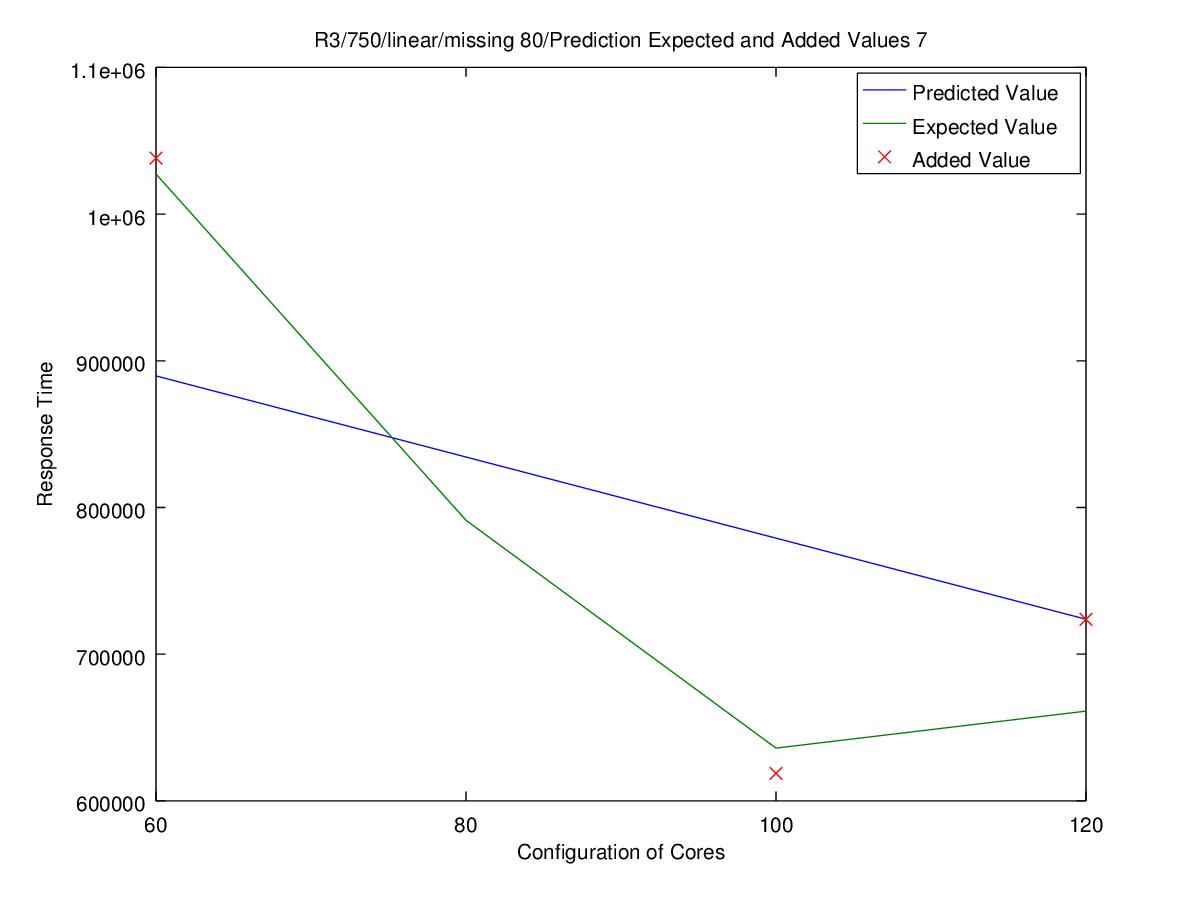 R3/750/linear/missing 80/Prediction Expected and Added Values 7
1.1e+06
1e+06
900000
800000
700000
600000
Response Time
Predicted Value
Expected Value
Added Value
60
80
100
120
Configuration of Cores